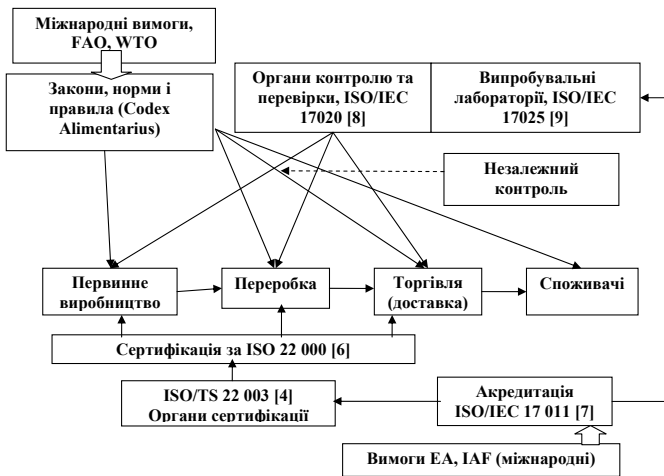 Міжнародні вимоги,
FAO, WTO
Закони, норми і
правила (Codex
Alimentarius)
Органи контролю та
перевірки, ISO/IEC
17020 [8]
Випробувальні
лабораторії, ISO/IEC
17025 [9]
Незалежний
контроль
Первинне
виробництво
Переробка
Торгівля
(доставка)
Споживачі
Сертифікація за ISO 22 000 [6]
ISO/TS 22 003 [4]
Органи сертифікації
Акредитація
ISO/IEC 17 011 [7]
Вимоги EA, IAF (міжнародні)